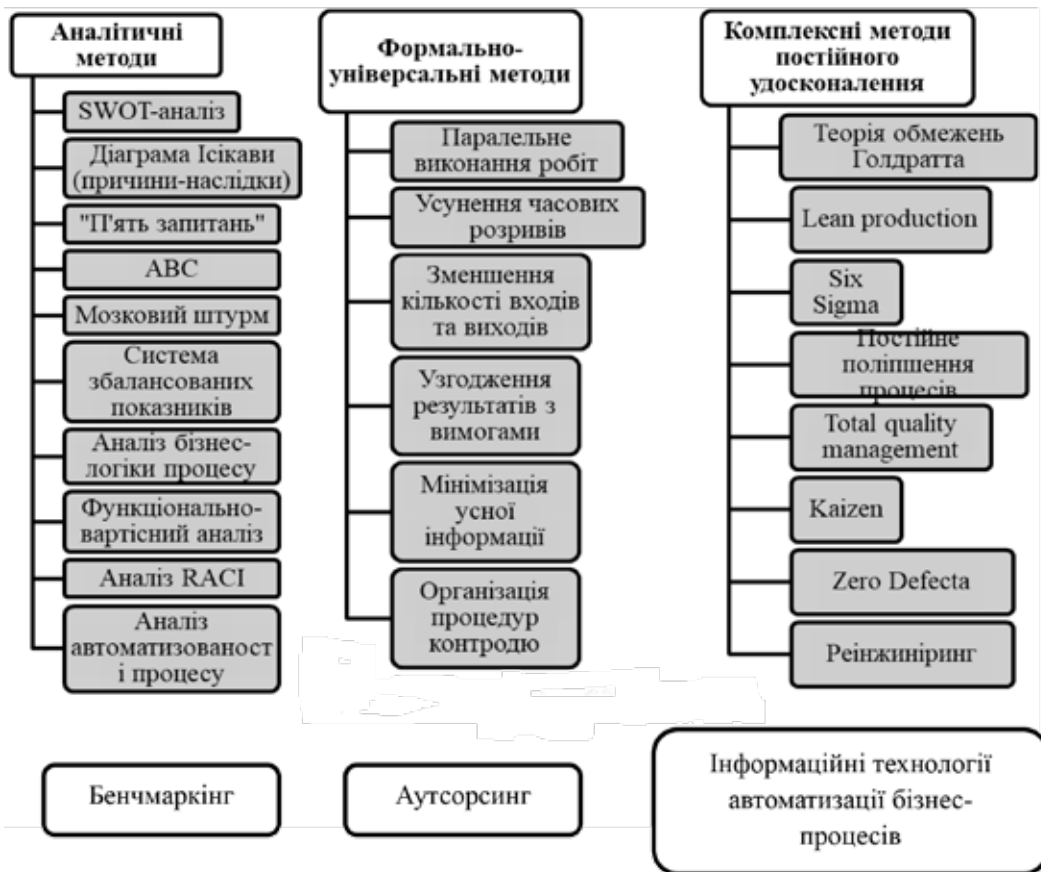 Аналітичні
методи
SWOT-аналіз
Діаграма Ісікави
(причини-наслідки)
"П'ять запитань"
ABC
Мозковий штурм
Система
збалансованих
показників
Аналіз бізнес-
логіки процесу
Функціонально-
вартісний аналіз
Аналіз RACI
Аналіз
автоматизованост
і процесу
Формально-
універсальні методи
Паралельне
виконання робіт
Усунення часових
розривів
Зменшення
кількості входів
та виходів
Узгодження
результатів з
вимогами
Мінімізація
усної
інформації
Організація
процедур
контродю
Комплексні методи
постійного
удосконалення
Теорія обмежень
Голдратта
Lean production
Six
Sigma
Постійне
поліпшення
процесів
Total quality
management
Kaizen
Zero Defecta
Реінжиніринг
Бенчмаркінг
Аутсорсинг
Інформаційні технології
автоматизації бізнес-
процесів